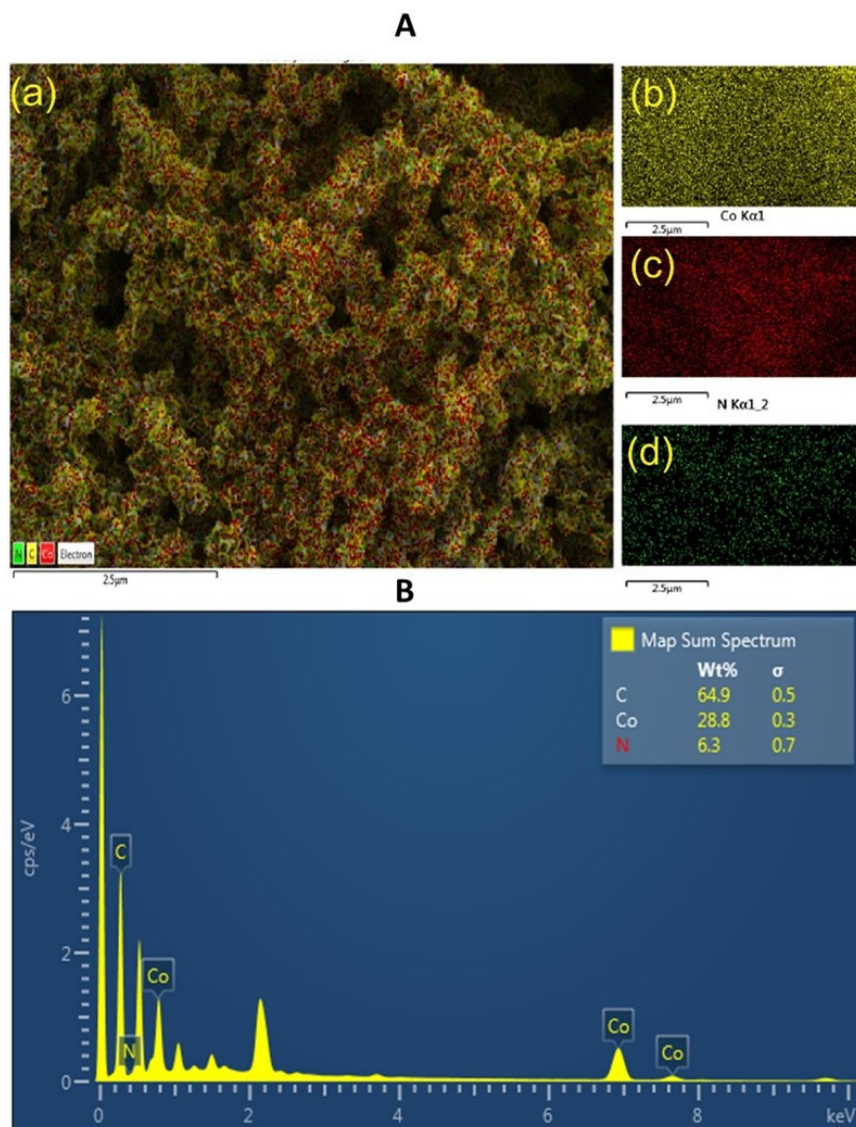 A
(a)
(b)
2.5μm
Co Kα1
(c)
2.5μm
N Kα1_2
(d)
N C Co Electron
2.5μm
2.5μm
B
Map Sum Spectrum
Wt% σ
C 64.9 0.5
Co 28.8 0.3
N 6.3 0.7
6
4
cps/eV
C
2
Co
N
Co
Co
0
0 2 4 6 8 keV